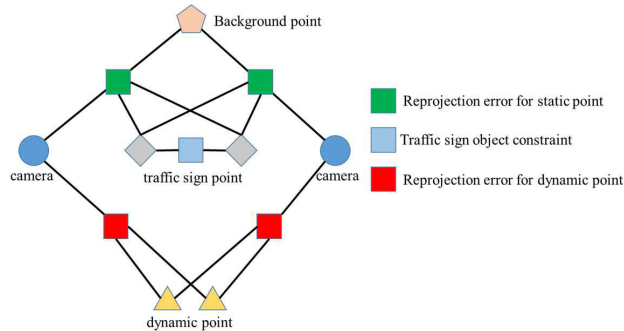 Background point
Reprojection error for static point
Traffic sign object constraint
camera
traffic sign point
camera
Reprojection error for dynamic point
dynamic point